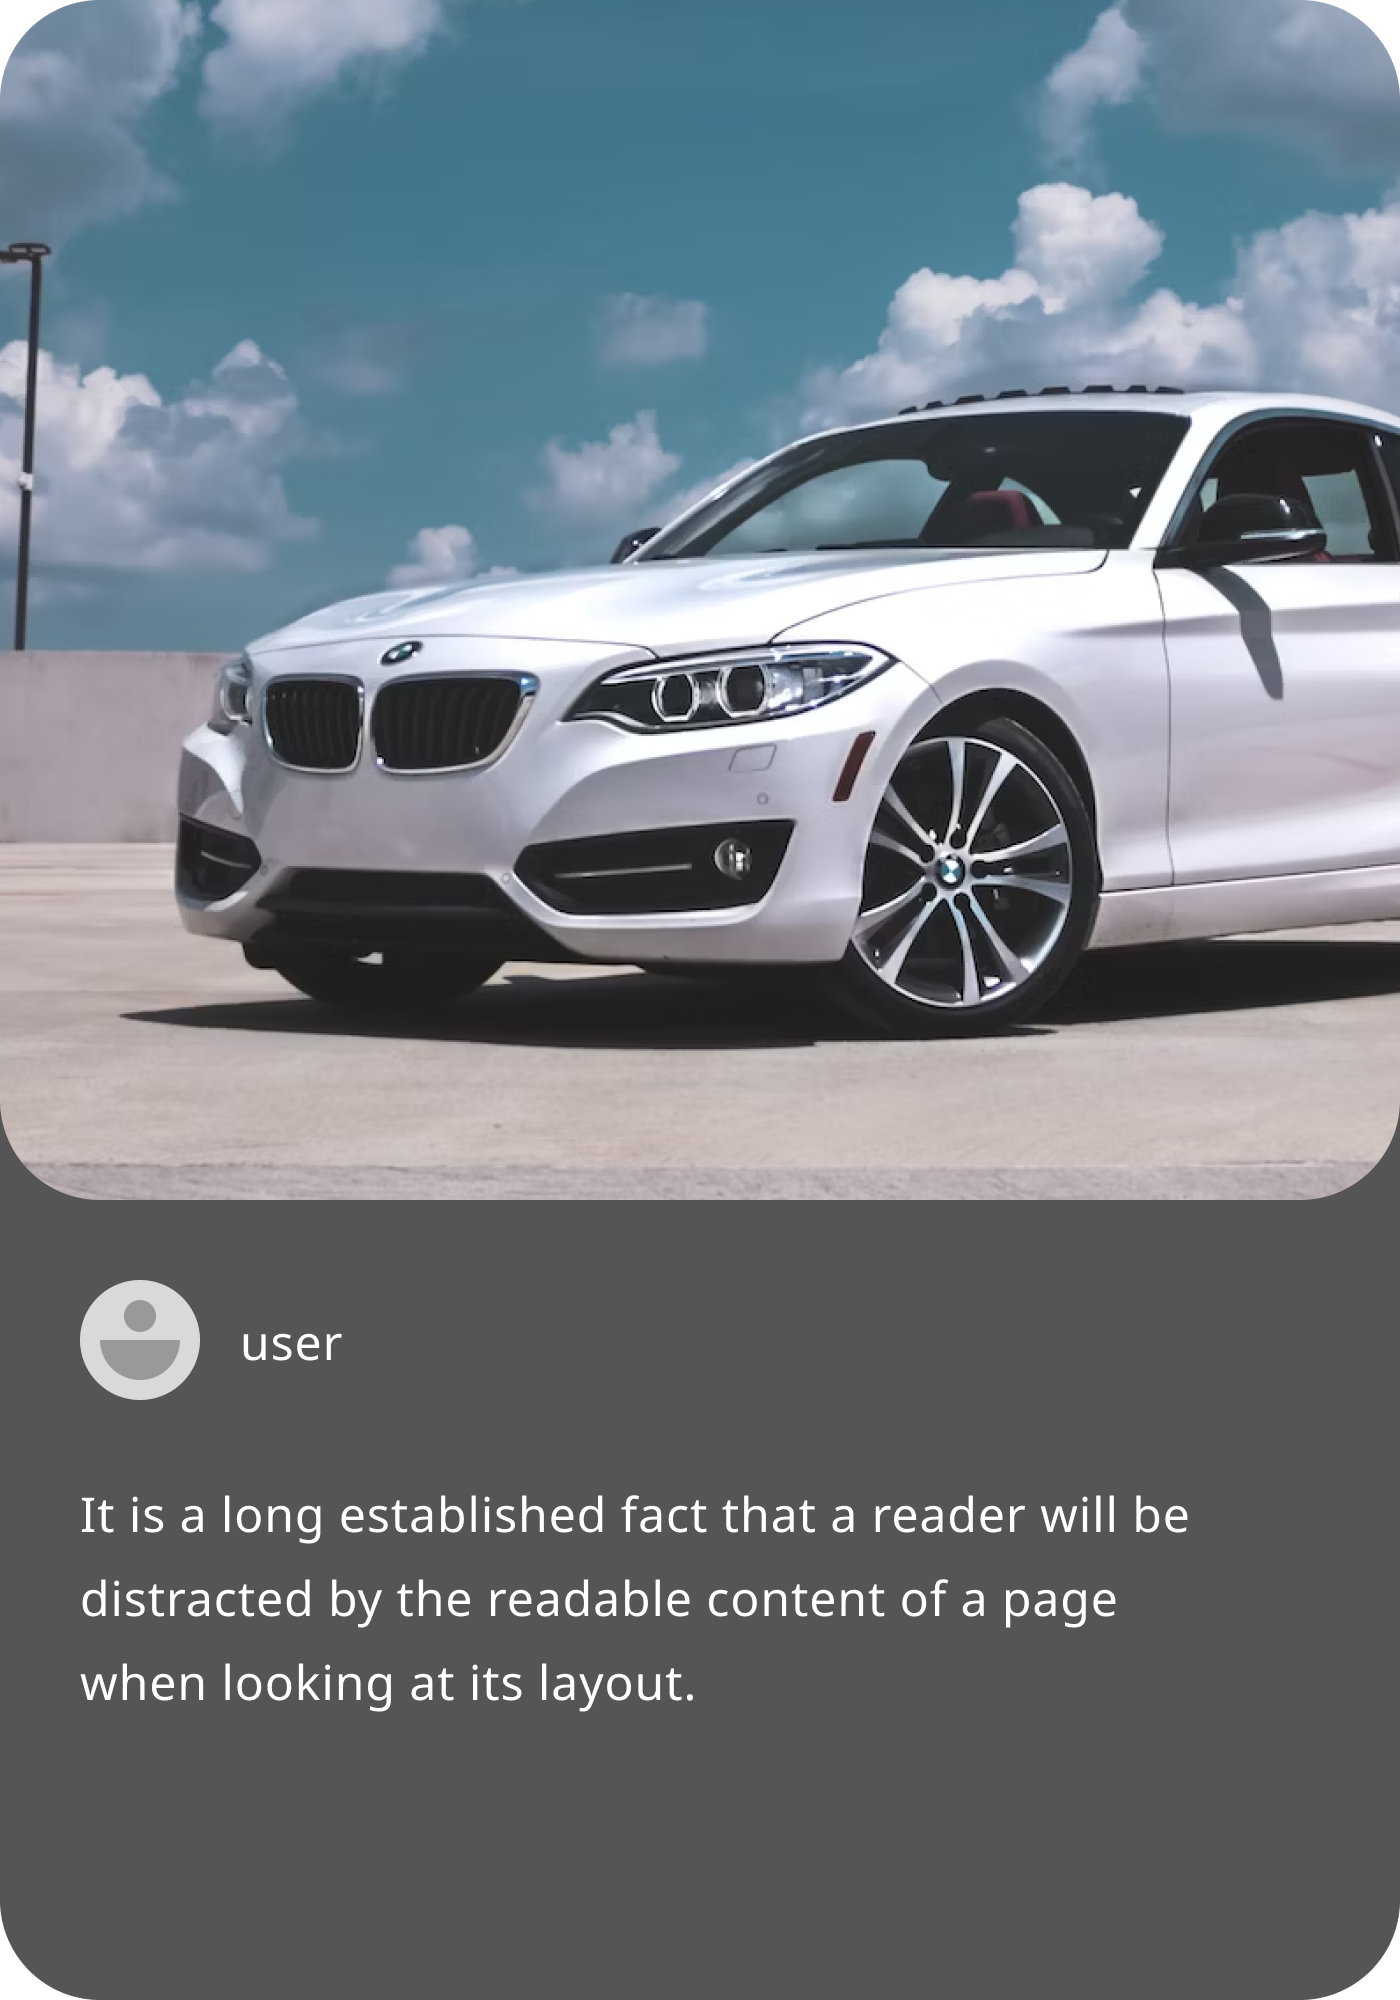 user
It is a long established fact that a reader will be
distracted by the readable content of a page
when looking at its layout.